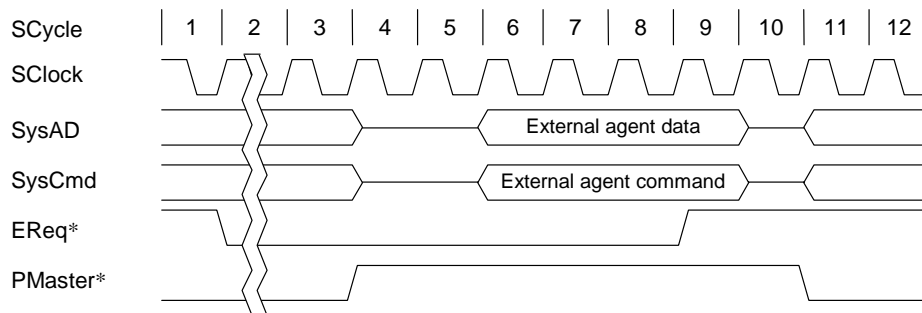 SCycle 1 2 3 4 5 6 7 8 9 10 11 12
SClock
SysAD External agent data
SysCmd External agent command
EReq*
PMaster*